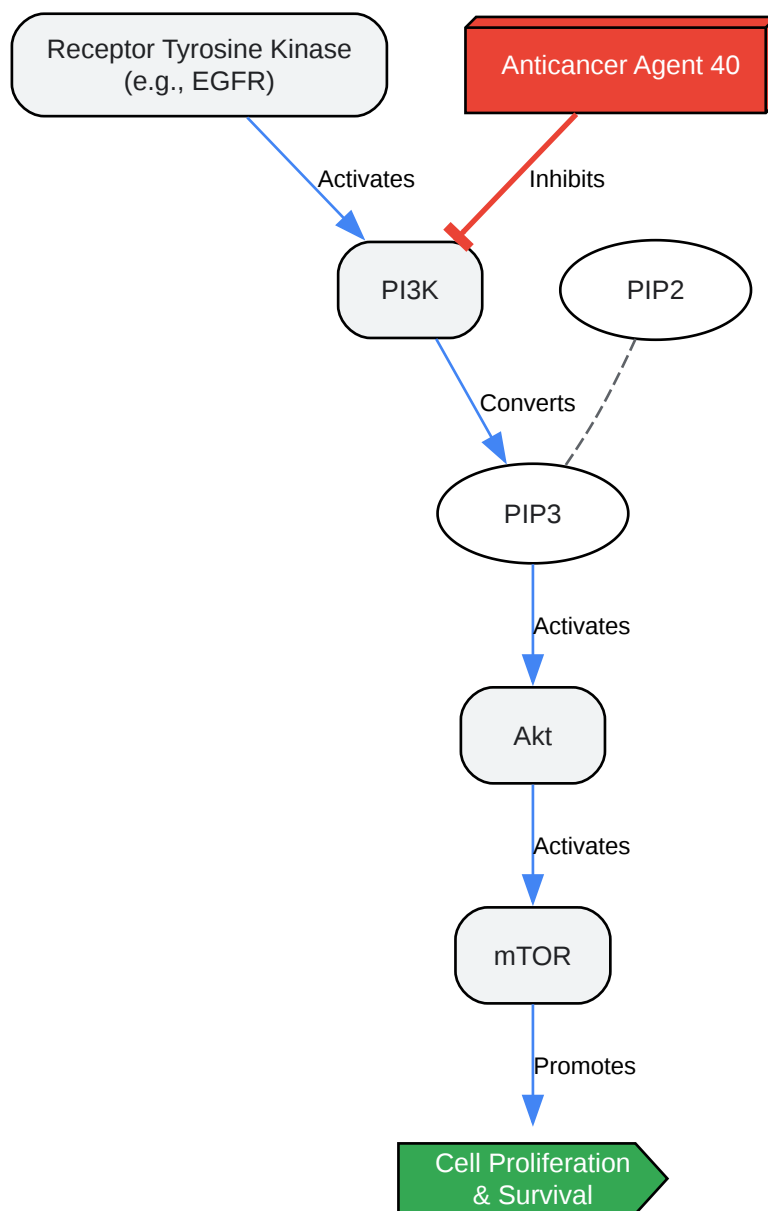 Receptor Tyrosine Kinase
(e.g., EGFR)
Anticancer Agent 40
Activates
Inhibits
PI3K
PIP2
Converts
PIP3
Activates
Akt
Activates
mTOR
Promotes
Cell Proliferation
& Survival